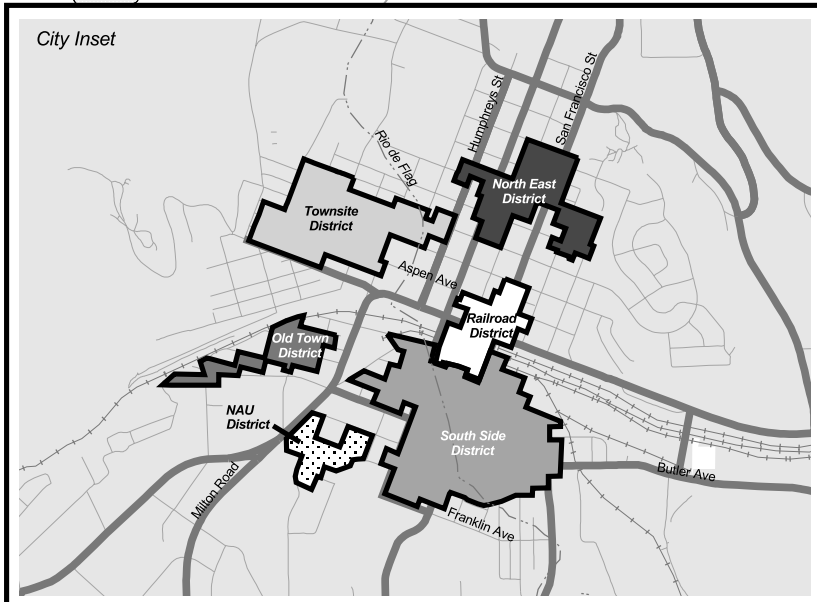 City Inset
Humphreys St
San Francisco St
Rio de Flag
North East
District
Townsite
District
Aspen Ave
Railroad
District
Old Town
District
NAU
District
South Side
District
Butler Ave
Milton Road
Franklin Ave